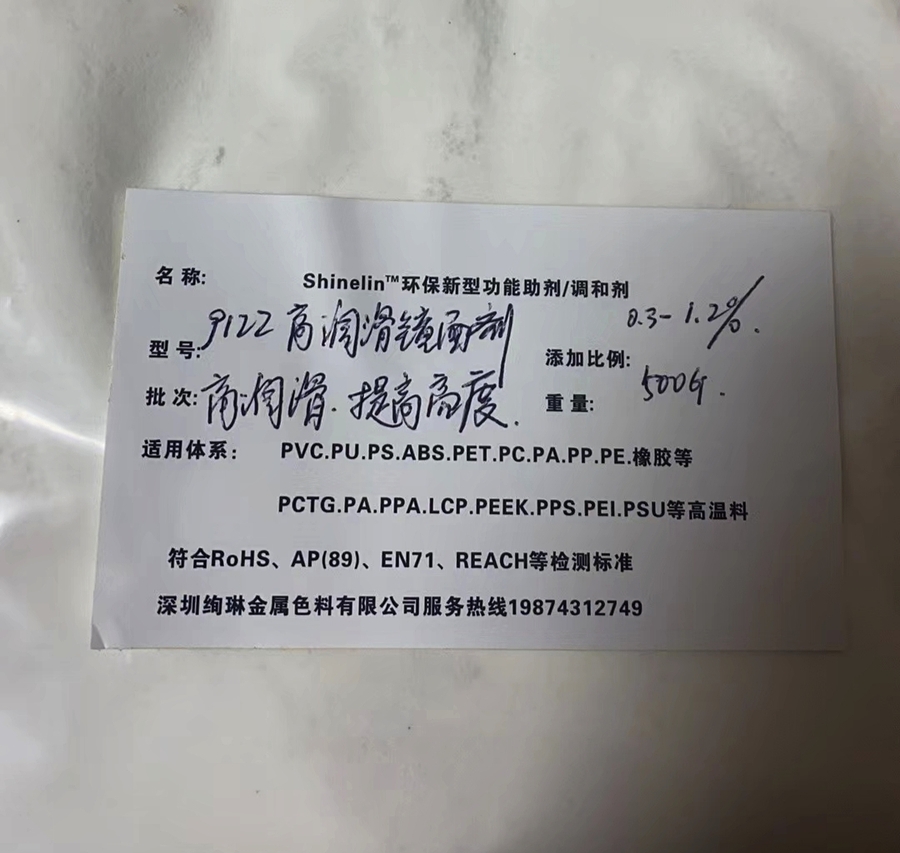 名称: Shinelin™环保新型功能助剂/调和剂
型号: 9122 高润滑镜面剂 添加比例: 0.3-1.2%.
批次: 高润滑.提高高度. 重量: 500G.
适用体系: PVC.PU.PS.ABS.PET.PC.PA.PP.PE.橡胶等
PCTG.PA.PPA.LCP.PEEK.PPS.PEI.PSU等高温料
符合RoHS、AP(89)、EN71、REACH等检测标准
深圳绚琳金属色料有限公司服务热线19874312749